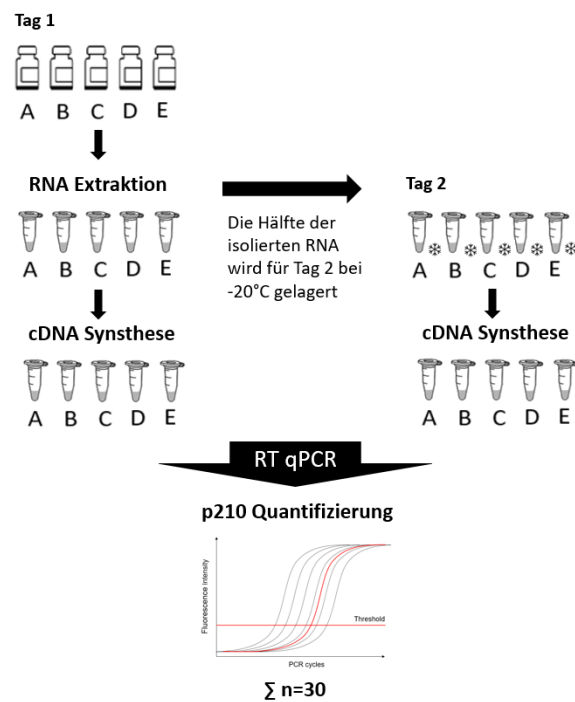 Tag 1
A B C D E
RNA Extraktion
A B C D E
Die Hälfte der
isolierten RNA
wird für Tag 2 bei
-20°C gelagert
Tag 2
A B C D E
cDNA Synsthese
A B C D E
cDNA Synsthese
A B C D E
RT qPCR
p210 Quantifizierung
Fluorescence Intensity
Threshold
PCR cycles
∑ n=30